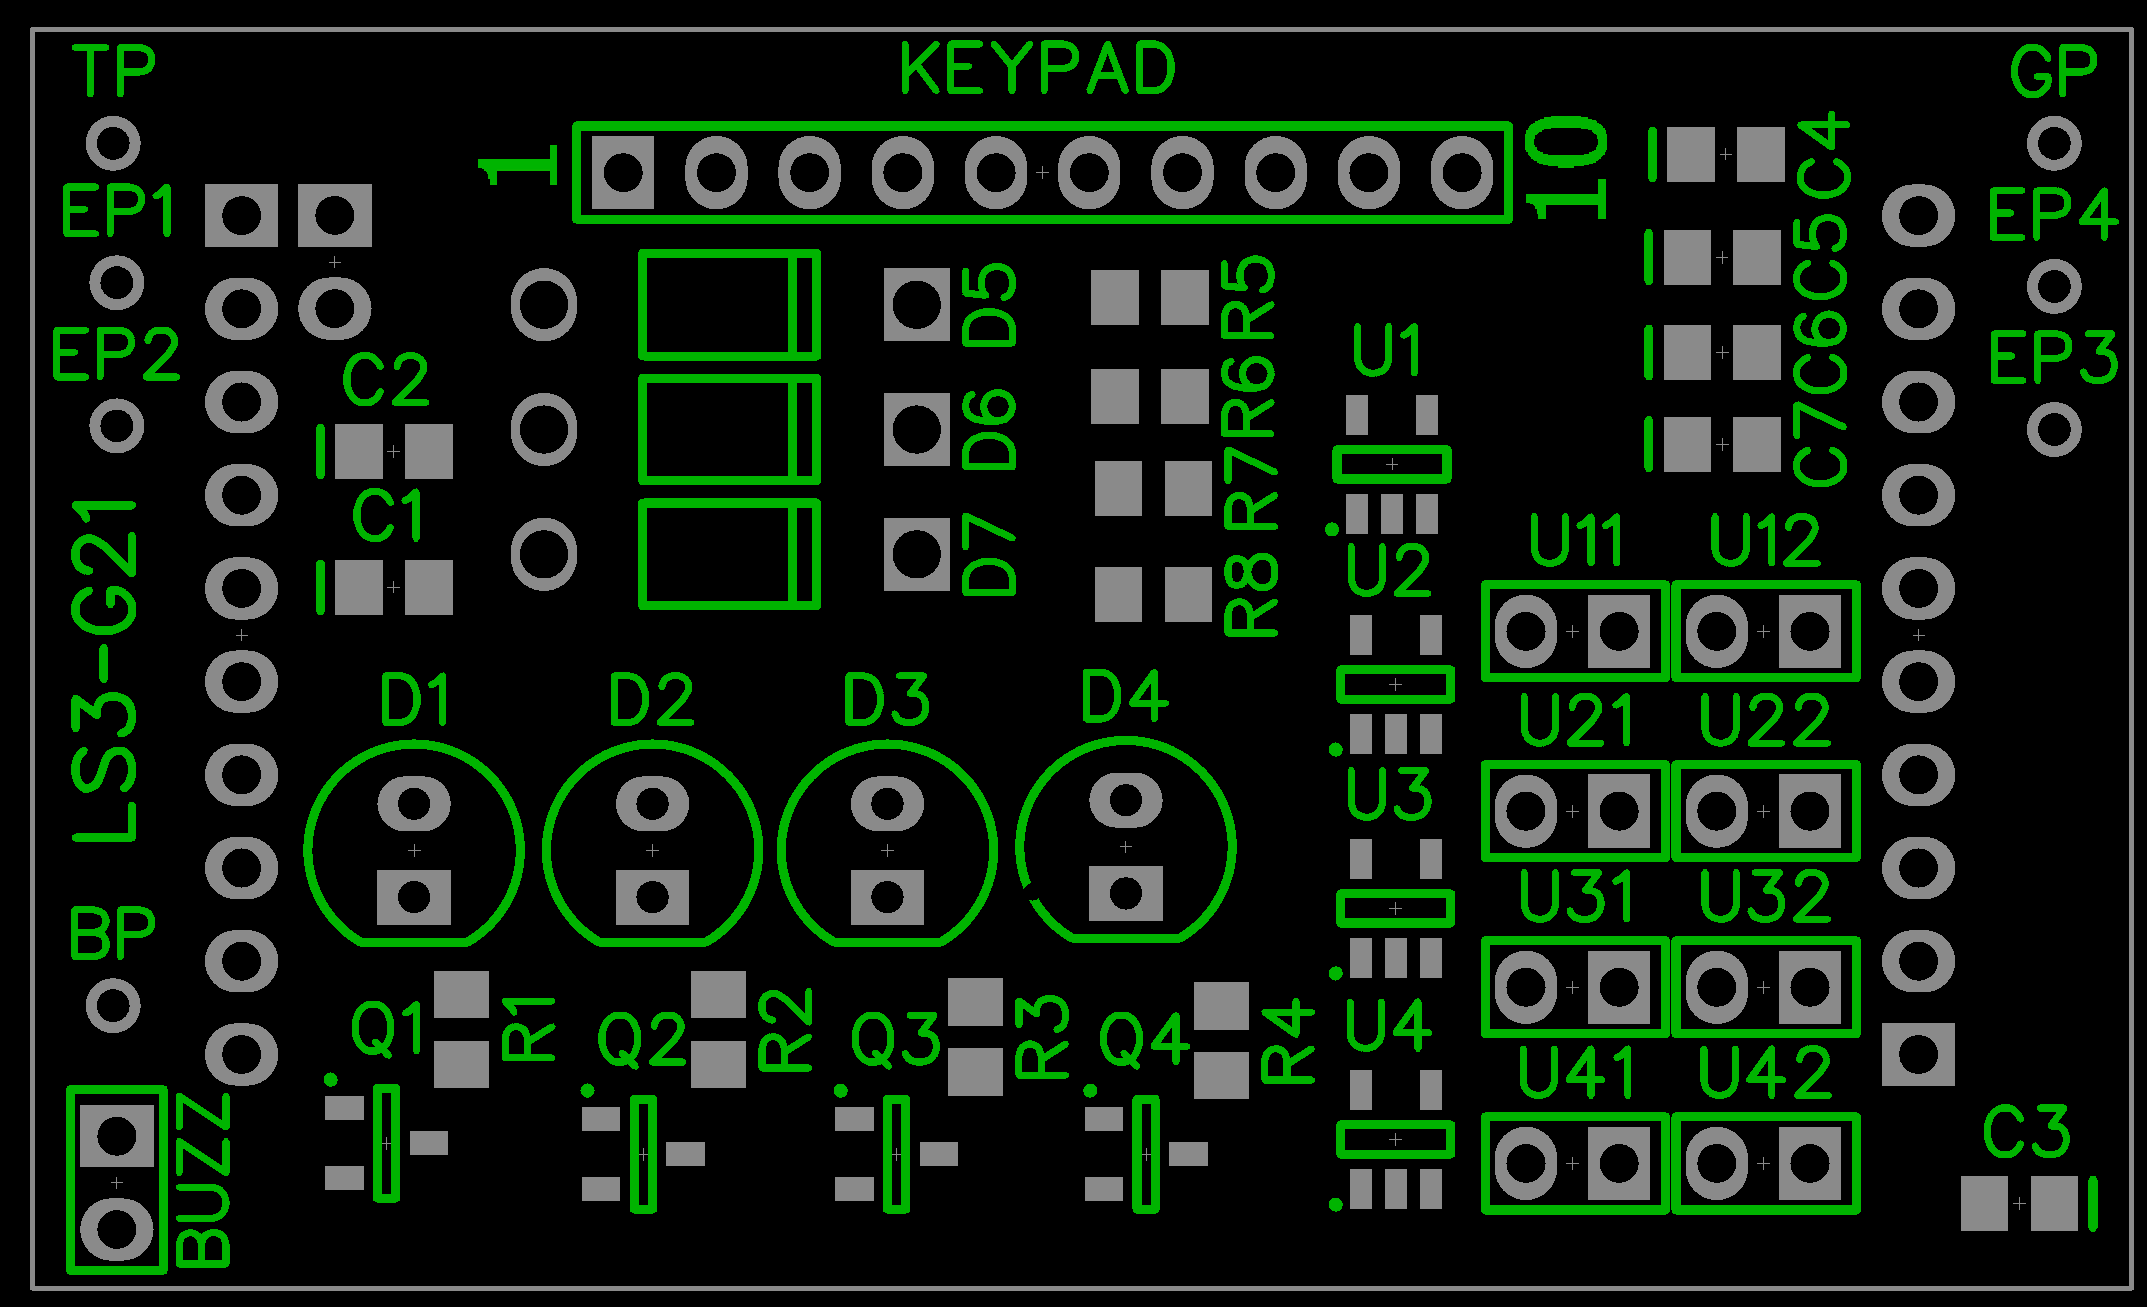 TP
KEYPAD
GP
1
10
C4
EP1
EP4
C5
D5
R5
EP2
C2
U1
C6
EP3
D6
R6
C7
C1
R7
LS3-G21
D7
R8
U2
U11
U12
D1
D2
D3
D4
U21
U22
U3
U31
U32
BP
Q1
R1
Q2
R2
Q3
R3
Q4
R4
U4
U41
U42
BUZZ
C3